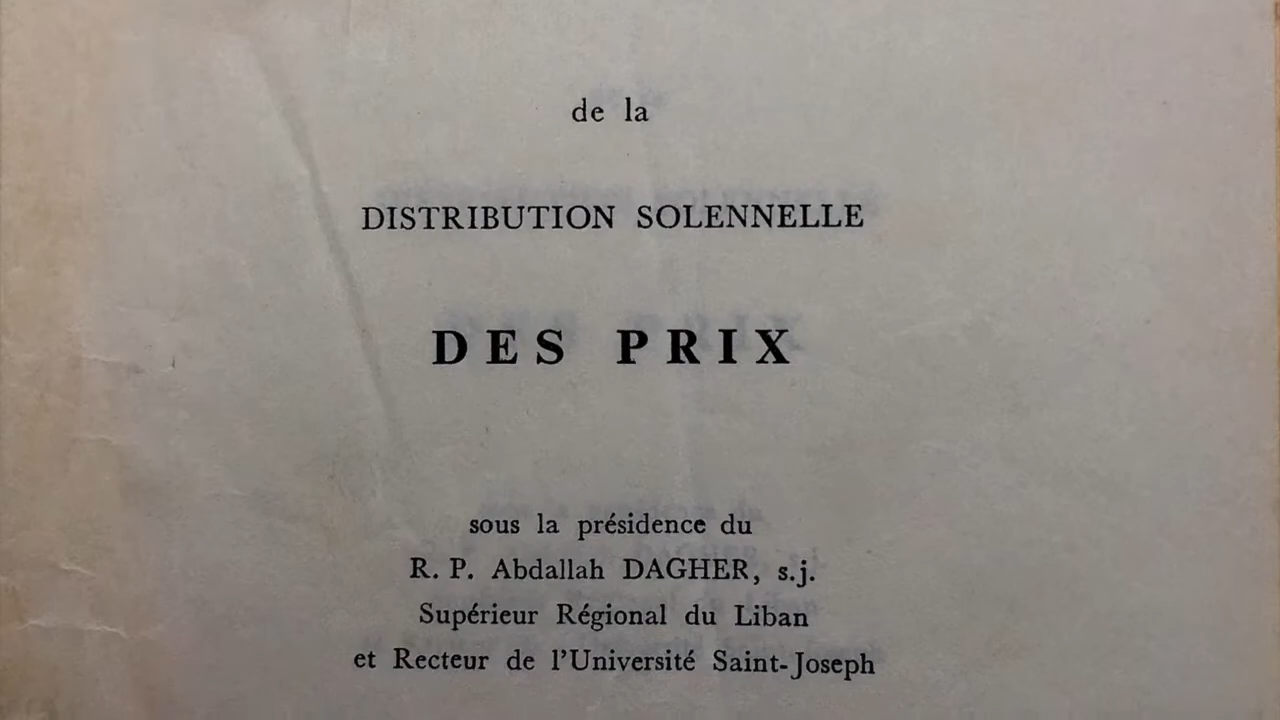 de la
DISTRIBUTION SOLENNELLE
DES PRIX
sous la présidence du
R. P. Abdallah DAGHER, s.j.
Supérieur Régional du Liban
et Recteur de l'Université Saint-Joseph